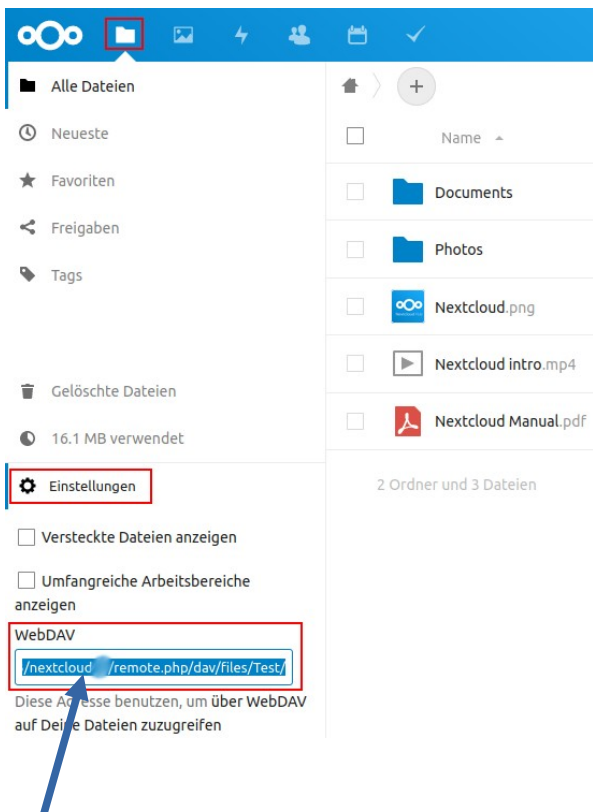 Alle Dateien
Neueste
Favoriten
Freigaben
Tags
Gelöschte Dateien
16.1 MB verwendet
Einstellungen
Versteckte Dateien anzeigen
Umfangreiche Arbeitsbereiche
anzeigen
WebDAV
/nextcloud /remote.php/dav/files/Test/
Diese Adresse benutzen, um über WebDAV
auf Deine Dateien zuzugreifen
Name
Documents
Photos
Nextcloud.png
Nextcloud intro.mp4
Nextcloud Manual.pdf
2 Ordner und 3 Dateien